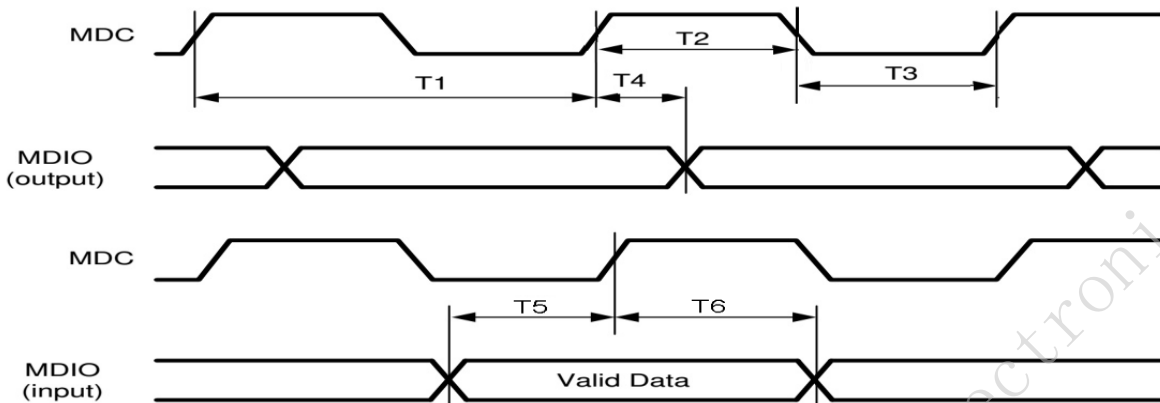 MDC
T1
T2
T3
T4
MDIO
(output)
MDC
T5
T6
MDIO
(input)
Valid Data